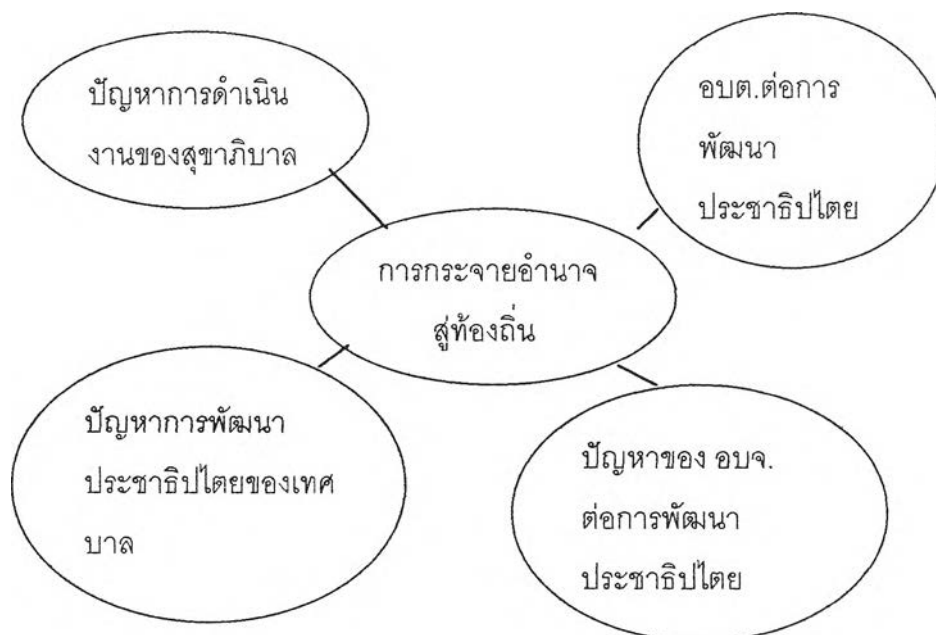 ปัญหาการดำเนิน
งานของสุขาภิบาล
อบต.ต่อการ
พัฒนา
ประชาธิปไตย
การกระจายอำนาจ
สู่ท้องถิ่น
ปัญหาการพัฒนา
ประชาธิปไตยของเทศ
บาล
ปัญหาของ อบจ.
ต่อการพัฒนา
ประชาธิปไตย